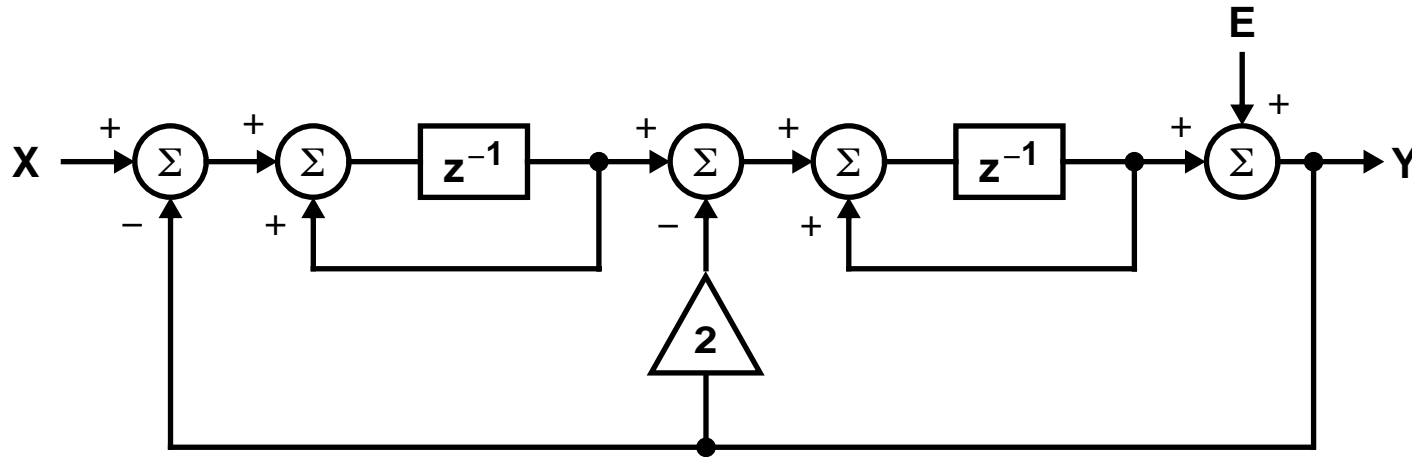 E
+ + + + + + +
X Σ Σ z⁻¹ Σ Σ z⁻¹ Σ Y
− + − +
2